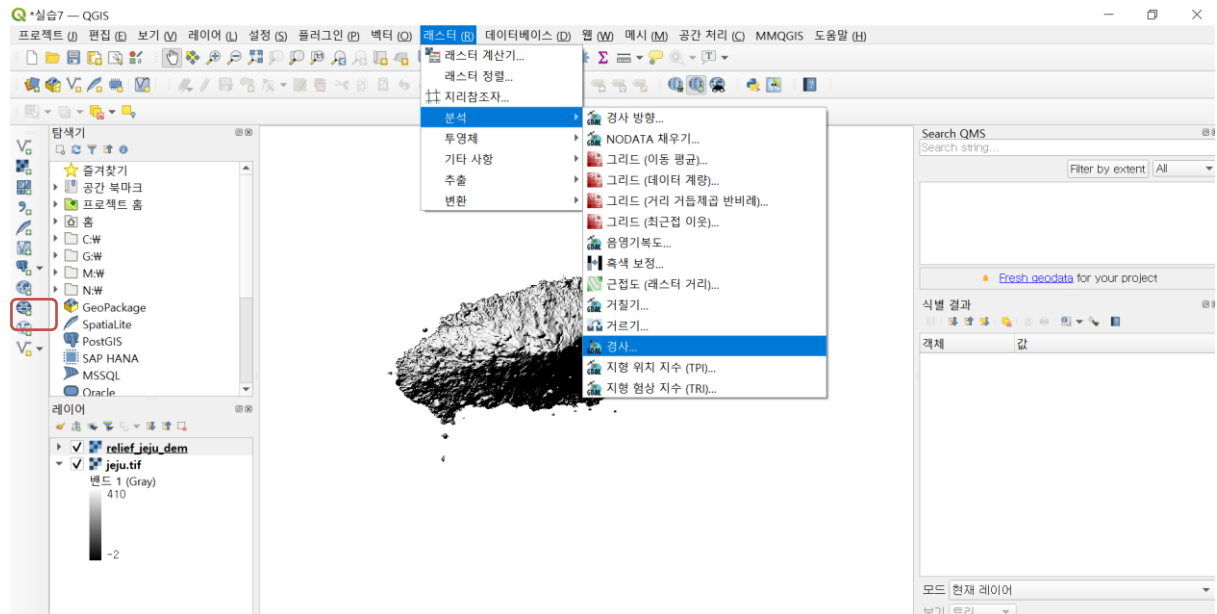 *실습7 — QGIS
프로젝트 (J) 편집 (E) 보기 (V) 레이어 (L) 설정 (S) 플러그인 (P) 벡터 (O) 래스터 (R) 데이터베이스 (D) 웹 (W) 메시 (M) 공간 처리 (C) MMQGIS 도움말 (H)
래스터 계산기...
래스터 정렬...
지리참조자...
분석
투영체
기타 사항
추출
변환
경사 방향...
NODATA 채우기...
그리드 (이동 평균)...
그리드 (데이터 계량)...
그리드 (거리 거듭제곱 반비례)...
그리드 (최근접 이웃)...
음영기복도...
흑색 보정...
근접도 (래스터 거리)...
거칠기...
거르기...
경사...
지형 위치 지수 (TPI)...
지형 험상 지수 (TRI)...
탐색기
즐겨찾기
공간 북마크
프로젝트 홈
홈
C:₩
G:₩
M:₩
N:₩
GeoPackage
SpatiaLite
PostGIS
SAP HANA
MSSQL
Oracle
레이어
relief_jeju_dem
jeju.tif
밴드 1 (Gray)
410
-2
Search QMS
Search string...
Filter by extent All
Fresh geodata for your project
식별 결과
객체 값
모드 현재 레이어
보기 트리